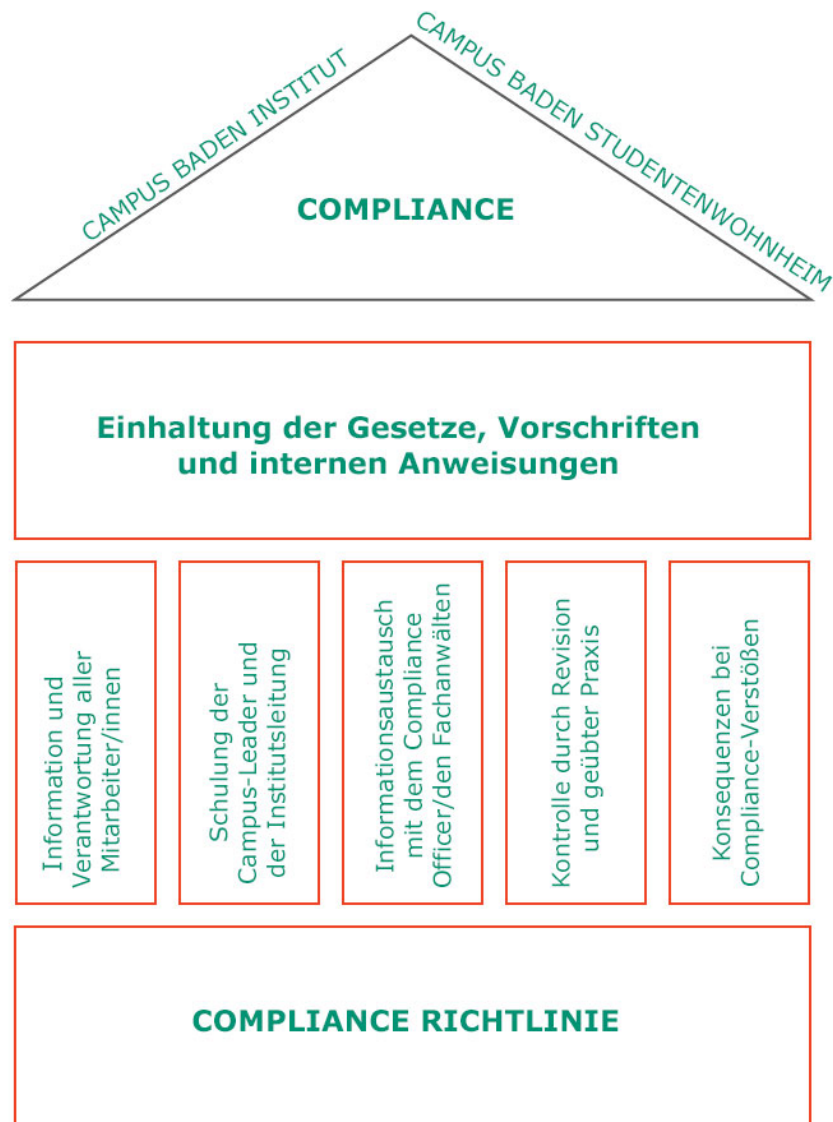 CAMPUS BADEN INSTITUT
CAMPUS BADEN STUDENTENWOHNHEIM
COMPLIANCE
Einhaltung der Gesetze, Vorschriften
und internen Anweisungen
Information und
Verantwortung aller
Mitarbeiter/innen
Schulung der
Campus-Leader und
der Institutsleitung
Informationsaustausch
mit dem Compliance
Officer/den Fachanwälten
Kontrolle durch Revision
und geübter Praxis
Konsequenzen bei
Compliance-Verstößen
COMPLIANCE RICHTLINIE